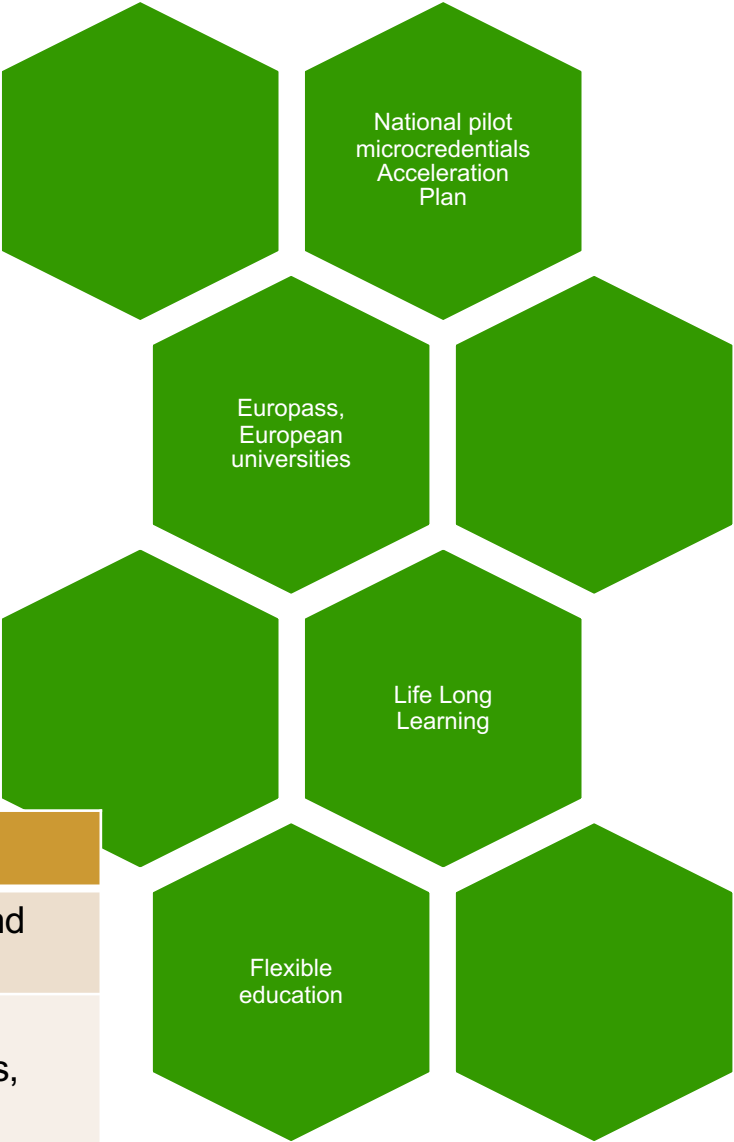 National pilot
microcredentials
Acceleration
Plan
Europass,
European
universities
Life Long
Learning
Flexible
education